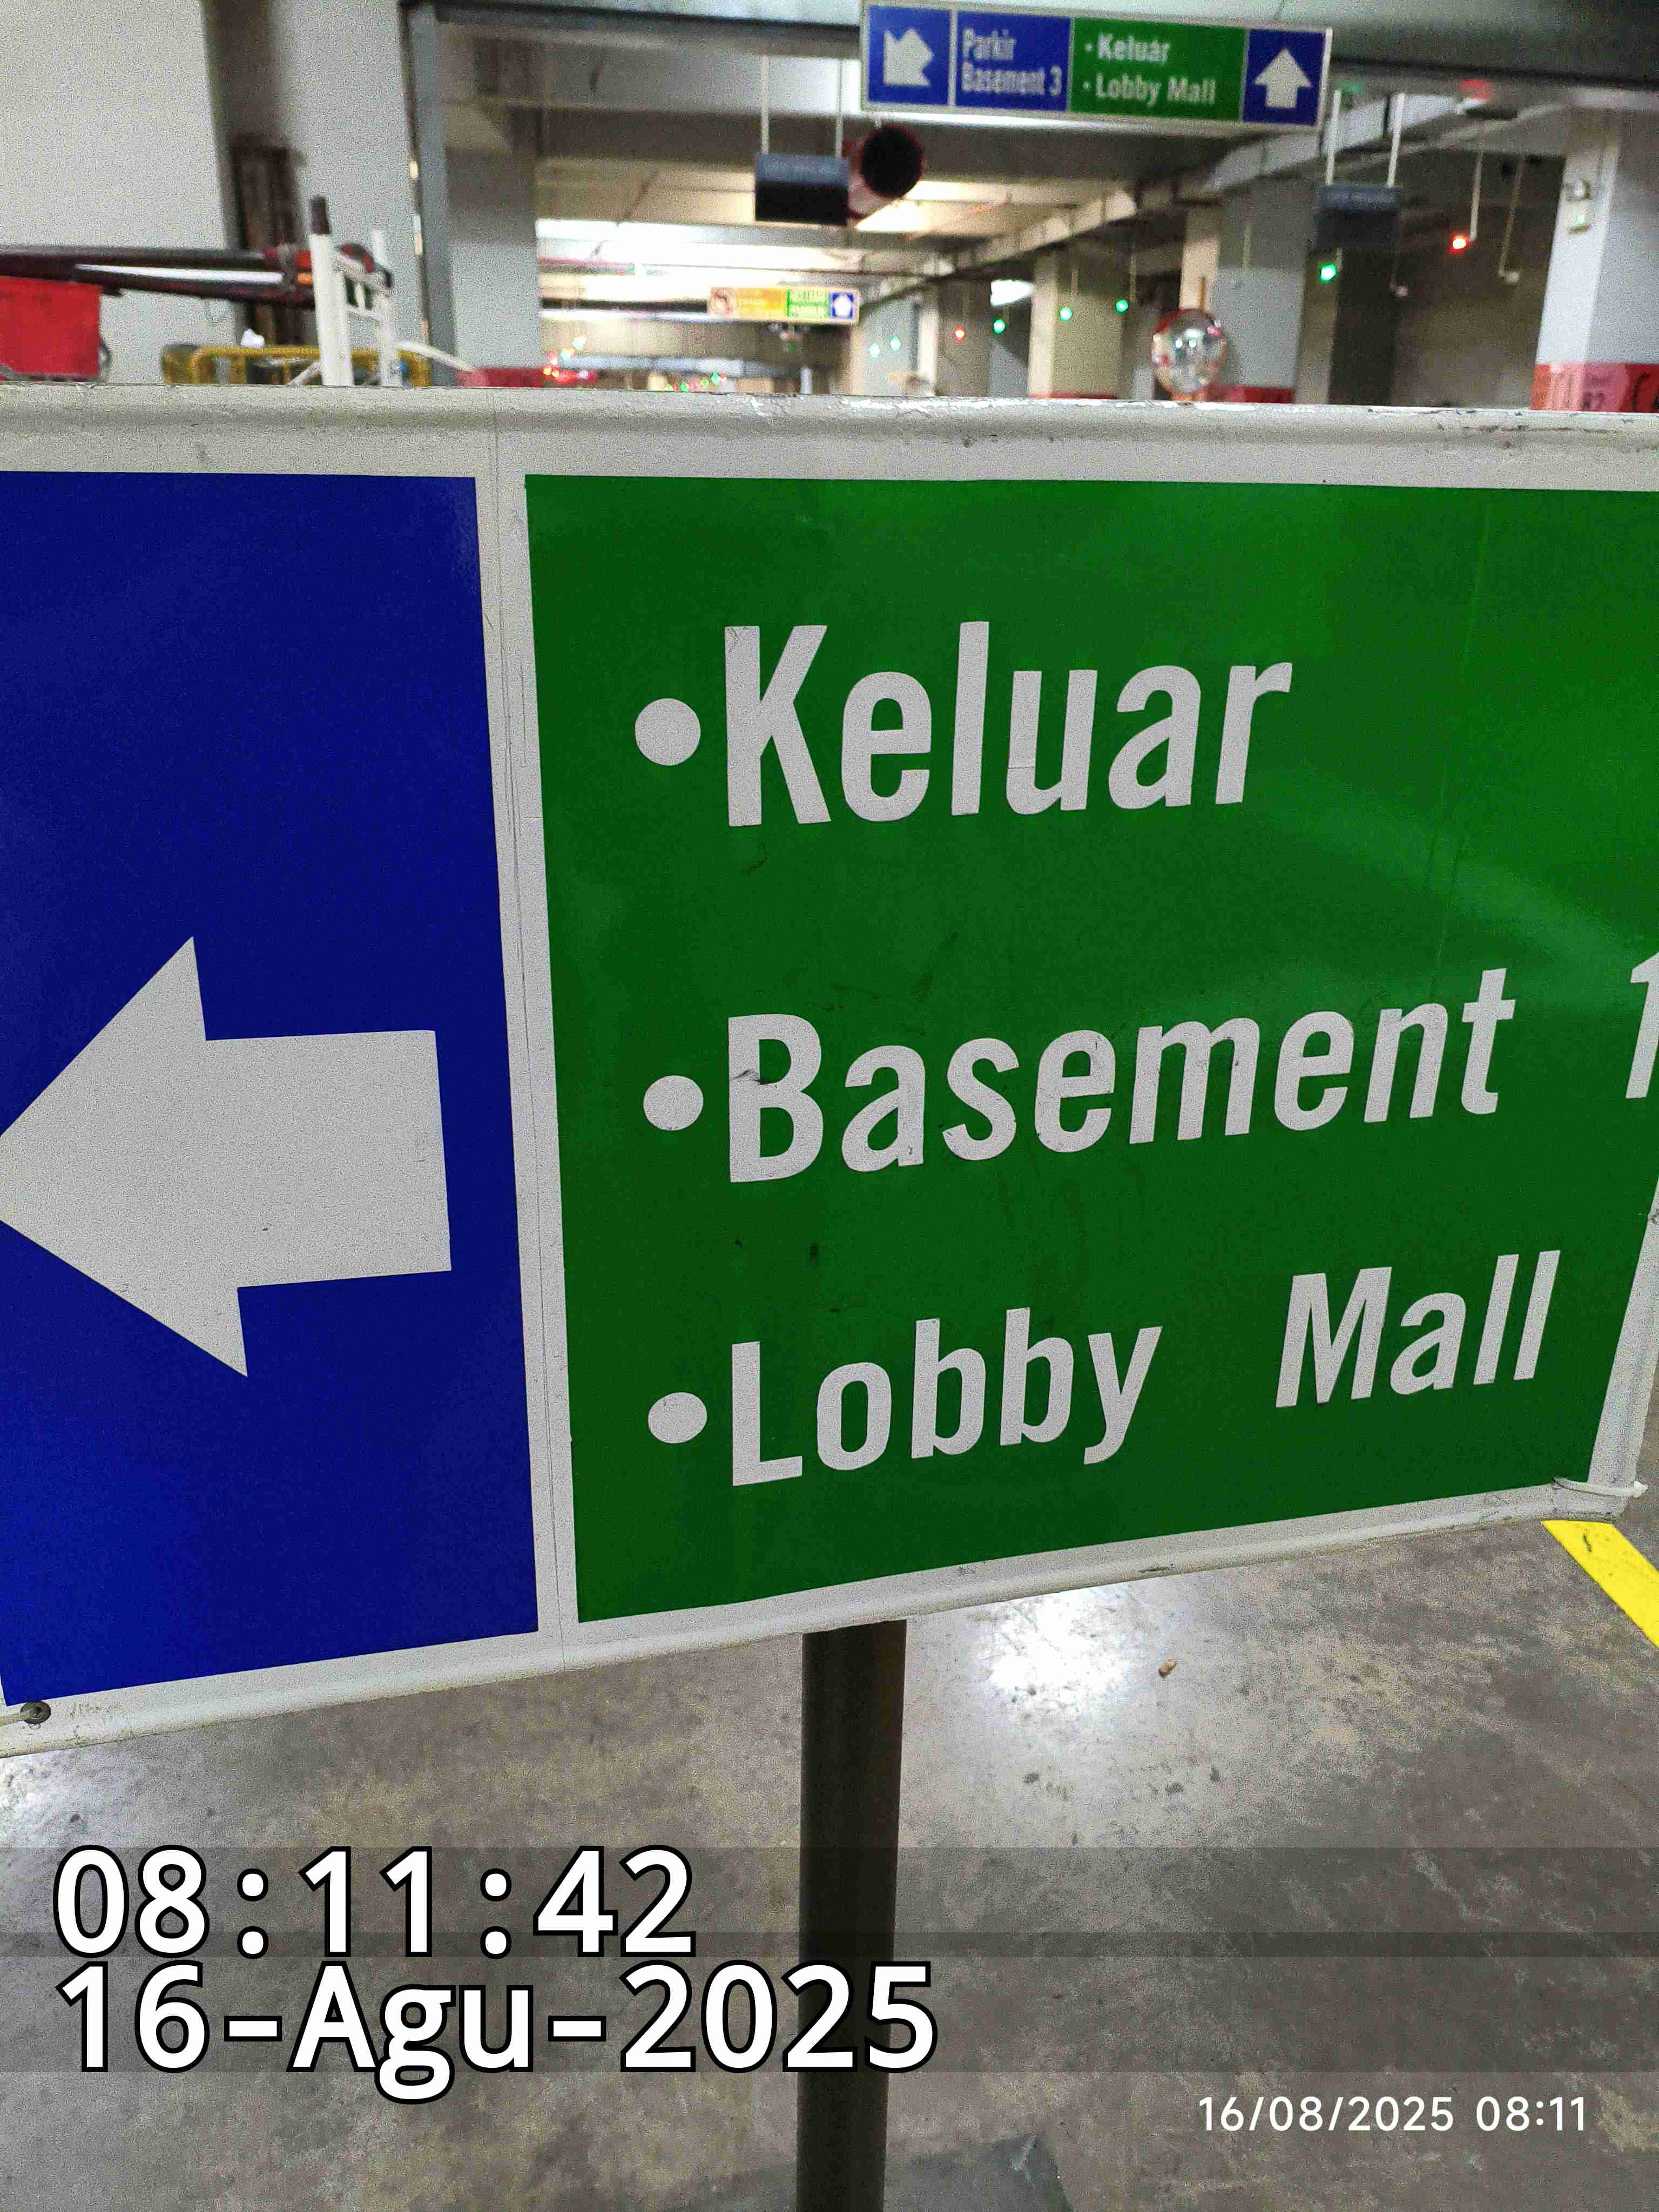 Parkir
Basement 3
• Keluar
• Lobby Mall
•Keluar
•Basement 1
•Lobby Mall
08:11:42
16-Agu-2025
16/08/2025 08:11